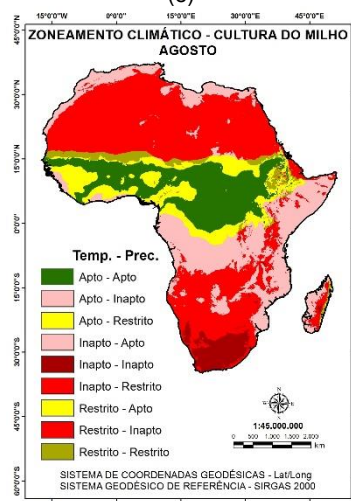 (c)
15°0'0"W 0°0'0" 15°0'0"E 30°0'0"E 45°0'0"E
ZONEAMENTO CLIMÁTICO - CULTURA DO MILHO
AGOSTO
45°0'0"N
30°0'0"N
15°0'0"N
0°0'0"
15°0'0"S
30°0'0"S
45°0'0"S
60°0'0"S
Temp. - Prec.
Apto - Apto
Apto - Inapto
Apto - Restrito
Inapto - Apto
Inapto - Inapto
Inapto - Restrito
Restrito - Apto
Restrito - Inapto
Restrito - Restrito
N
1:45.000.000
0 500 1.000 1.500 2.000
km
SISTEMA DE COORDENADAS GEODÉSICAS - Lat/Long
SISTEMA GEODÉSICO DE REFERÊNCIA - SIRGAS 2000